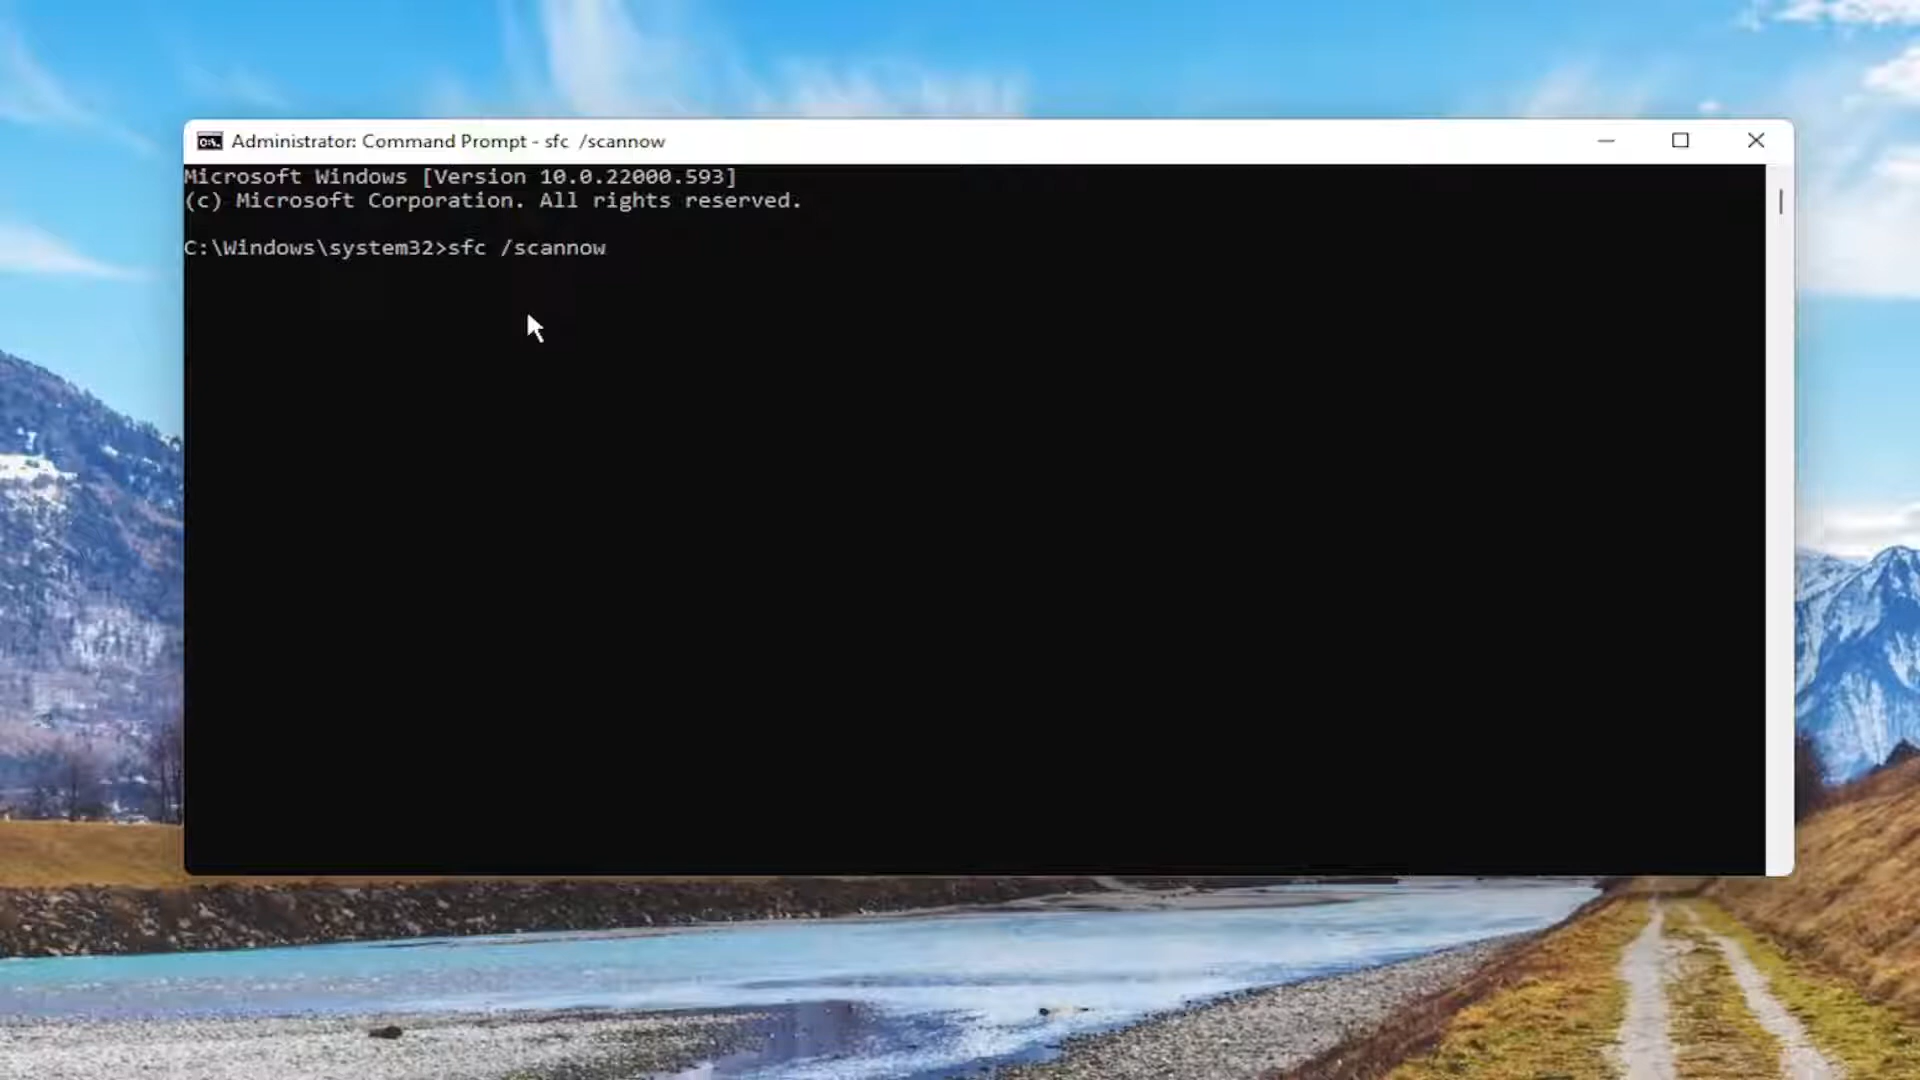 Administrator: Command Prompt - sfc  /scannow
Microsoft Windows [Version 10.0.22000.593]
(c) Microsoft Corporation. All rights reserved.
C:\Windows\system32>sfc /scannow